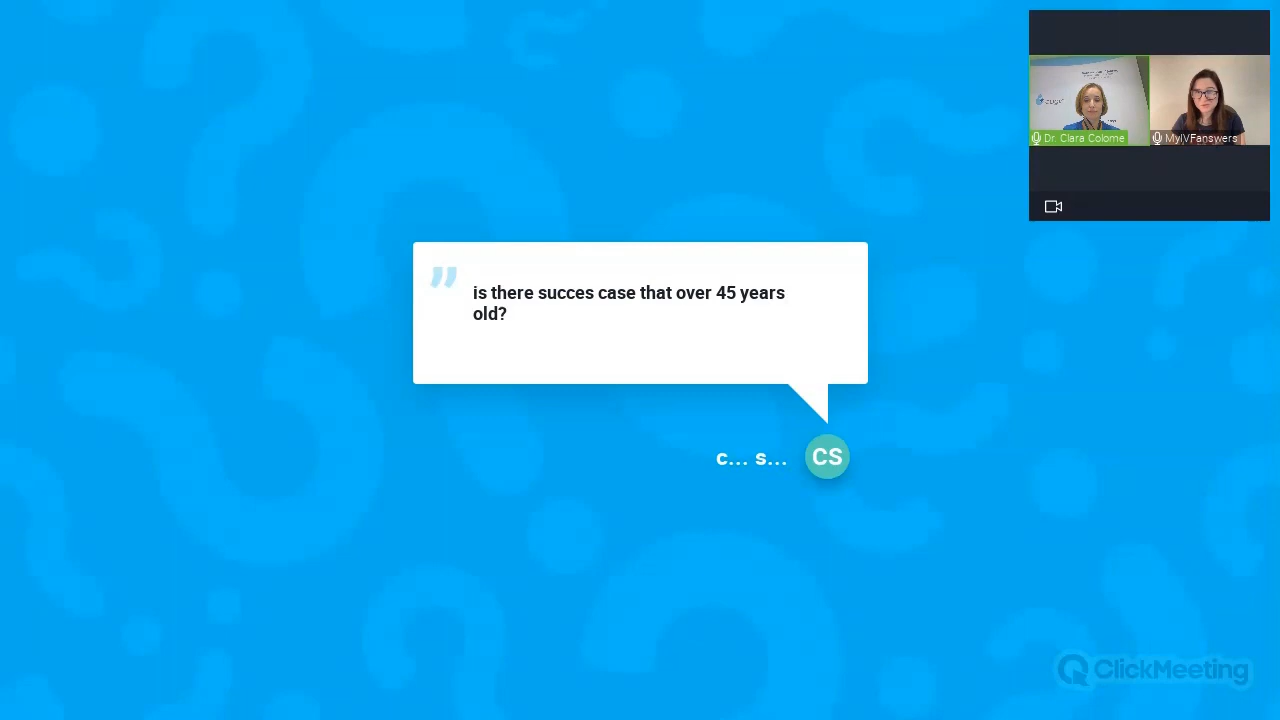 Dr. Clara Colome
MyIVFanswers
is there succes case that over 45 years
old?
c... s...
CS
ClickMeeting